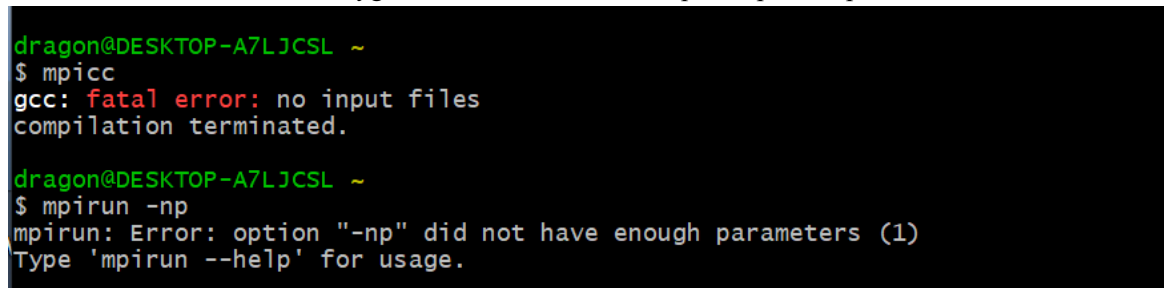 dragon@DESKTOP-A7LJCSL ~
$ mpicc
gcc: fatal error: no input files
compilation terminated.
dragon@DESKTOP-A7LJCSL ~
$ mpirun -np
mpirun: Error: option "-np" did not have enough parameters (1)
Type 'mpirun --help' for usage.